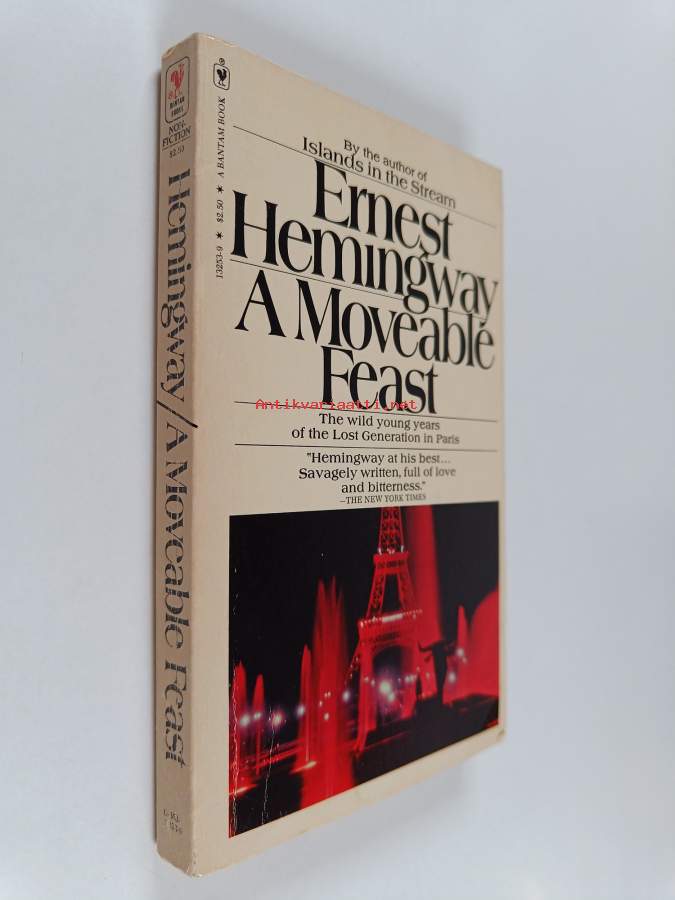 BANTAM
BOOKS
NON-
FICTION
$2.50
Hemingway/A Moveable Feast
13253-9 ★ $2.50 ★ A BANTAM BOOK
By the author of
Islands in the Stream
Ernest
Hemingway
A Moveable
Feast
Antikvariaatti.net
The wild young years
of the Lost Generation in Paris
"Hemingway at his best...
Savagely written, full of love
and bitterness."
—THE NEW YORK TIMES